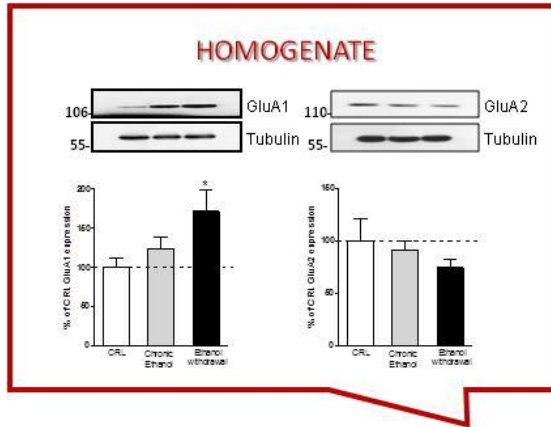 HOMOGENATE
106-
GluA1
55-
Tubulin
110-
GluA2
55-
Tubulin
% of CRL GluA1 expression
200
150
100
50
0
*
CRL
Chronic
Ethanol
Ethanol
withdrawal
% of CRL GluA2 expression
150
100
50
0
CRL
Chronic
Ethanol
Ethanol
withdrawal